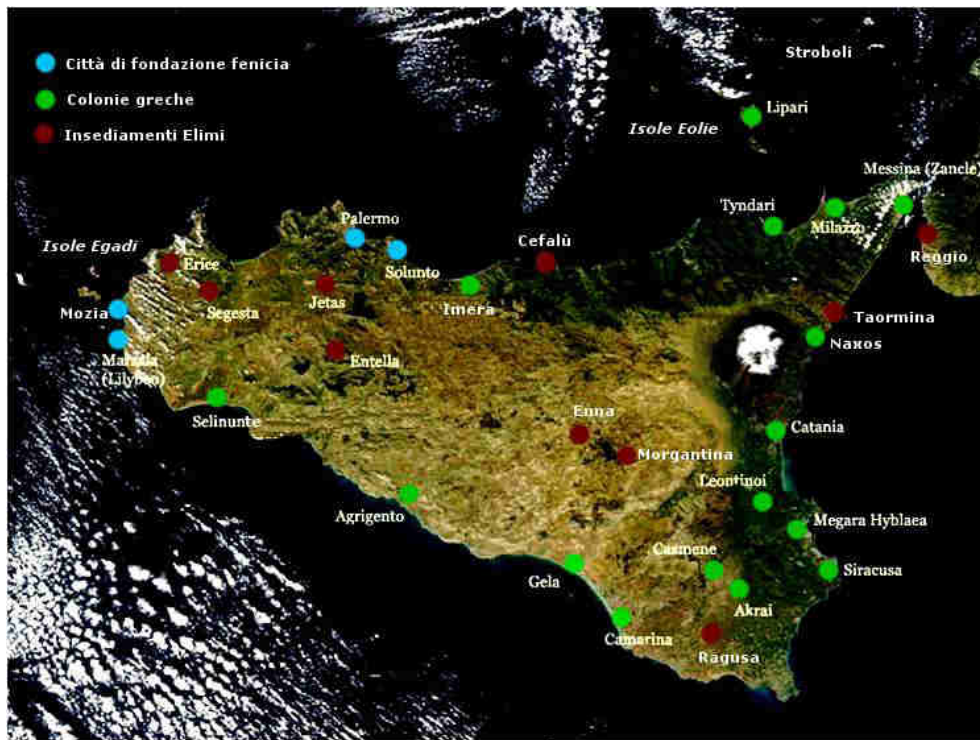 Stroboli
Città di fondazione fenicia
Colonie greche
Lipari
Isole Eolie
Insediamenti Elimi
Messina (Zancle)
Tyndari
Palermo
Milazzo
Isole Egadi
Cefalù
Reggio
Erice
Solunto
Segesta
Jetas
Imera
Mozia
Taormina
Naxos
Marsala
(Lilybeo)
Entella
Selinunte
Enna
Catania
Morgantina
Leontinoi
Agrigento
Megara Hyblaea
Casmene
Siracusa
Gela
Akrai
Camarina
Ragusa